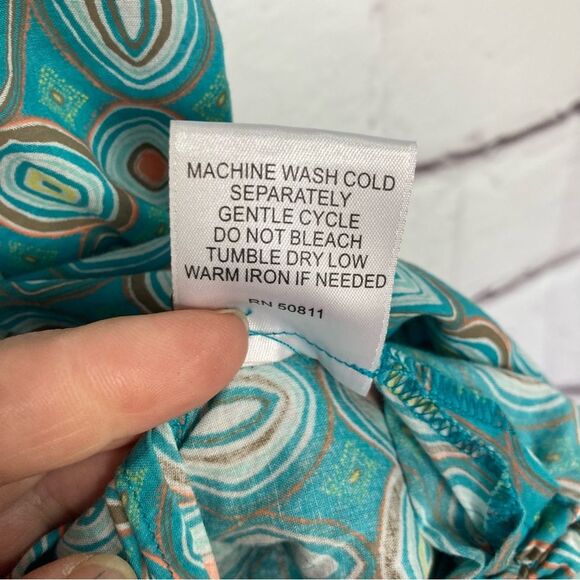 MACHINE WASH COLD
SEPARATELY
GENTLE CYCLE
DO NOT BLEACH
TUMBLE DRY LOW
WARM IRON IF NEEDED
RN 50811